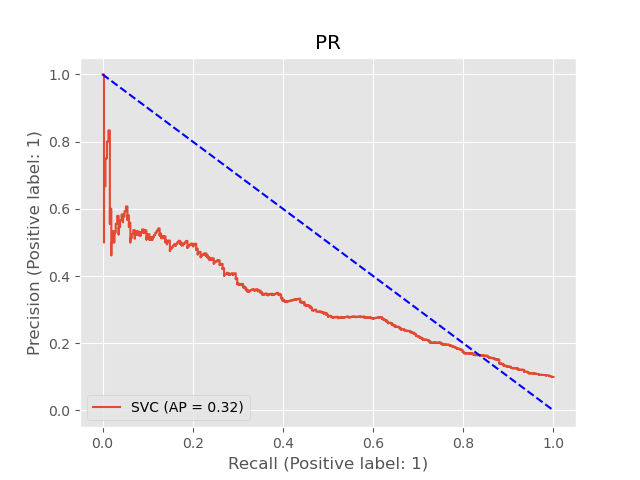 PR
Precision (Positive label: 1)
1.0
0.8
0.6
0.4
0.2
0.0
SVC (AP = 0.32)
0.0 0.2 0.4 0.6 0.8 1.0
Recall (Positive label: 1)